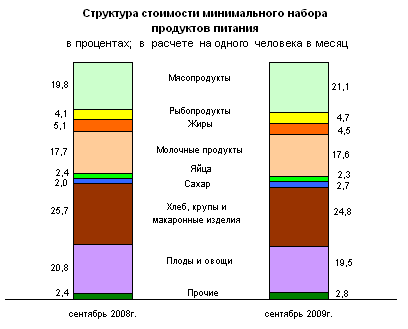 Структура стоимости минимального набора
продуктов питания
в процентах; в расчете на одного человека в месяц
19,8 Мясопродукты 21,1
4,1 Рыбопродукты 4,7
5,1 Жиры 4,5
17,7 Молочные продукты 17,6
2,4 Яйца 2,3
2,0 Сахар 2,7
25,7 Хлеб, крупы и 24,8
макаронные изделия
20,8 Плоды и овощи 19,5
2,4 Прочие 2,8
сентябрь 2008г. сентябрь 2009г.